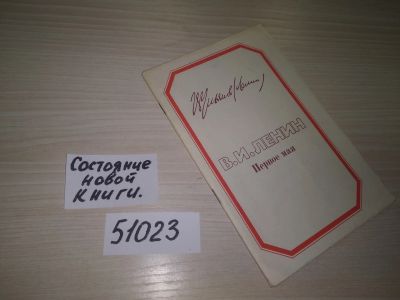 В.И.ЛЕНИН
Первое мая
Состояние
новой
книги.
51023